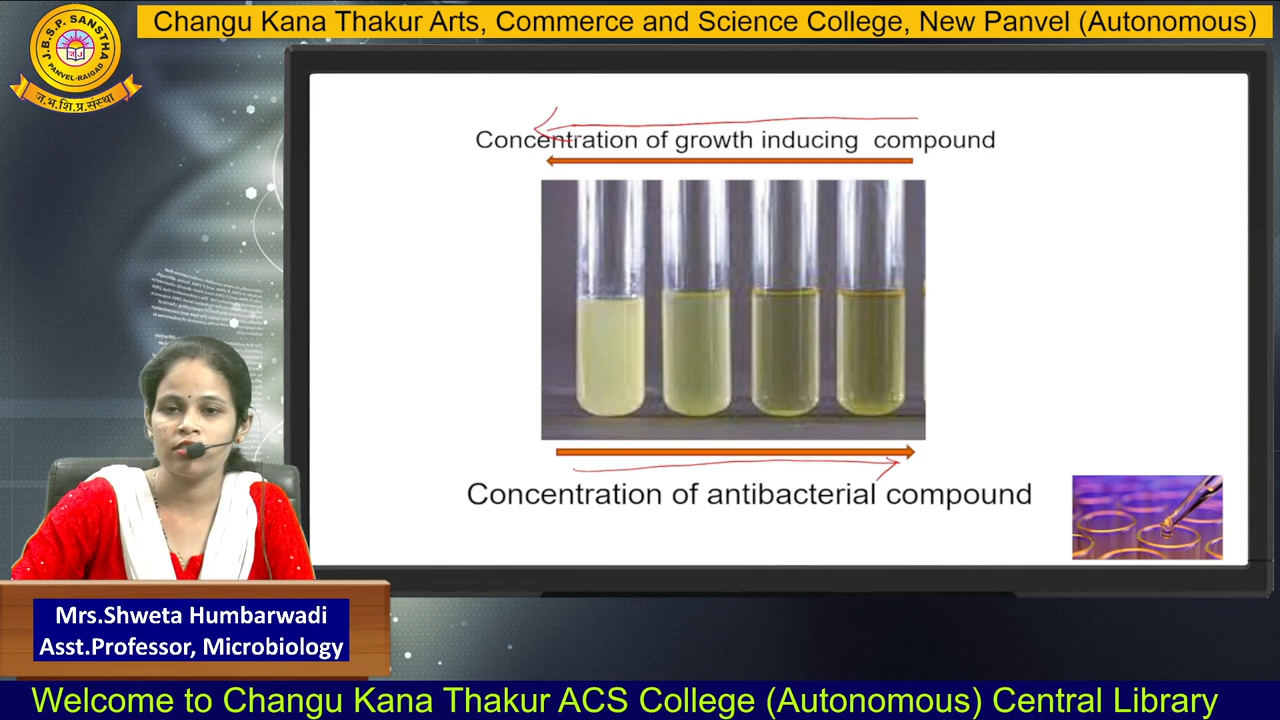 Changu Kana Thakur Arts, Commerce and Science College, New Panvel (Autonomous)
J.B.S.P. SANSTHA
PANVEL-RAIGAD
ज.भ.शि.प्र.संस्था
Concentration of growth inducing compound
Concentration of antibacterial compound
Mrs.Shweta Humbarwadi
Asst.Professor, Microbiology
Welcome to Changu Kana Thakur ACS College (Autonomous) Central Library